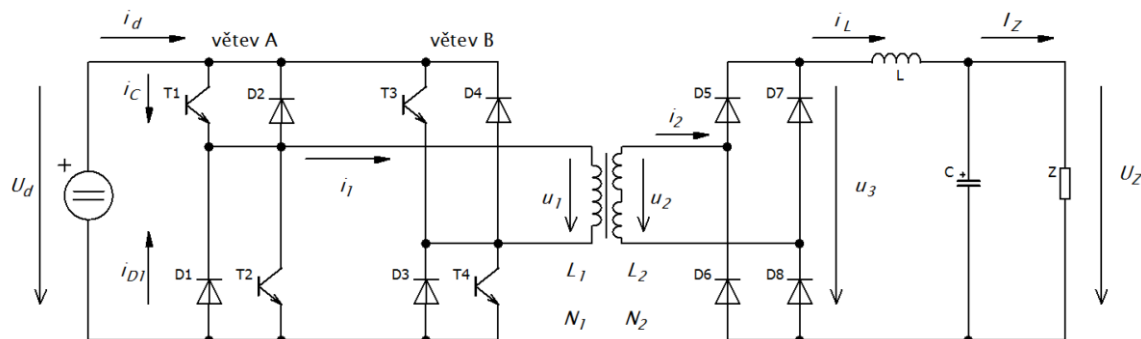 i_d větev A větev B i_L I_Z
L
i_C T1 D2 T3 D4 D5 D7
i_2
+
U_d i_1 u_1 u_2 u_3 C + Z U_Z
i_D1 D1 T2 D3 T4 L_1 L_2 D6 D8
N_1 N_2